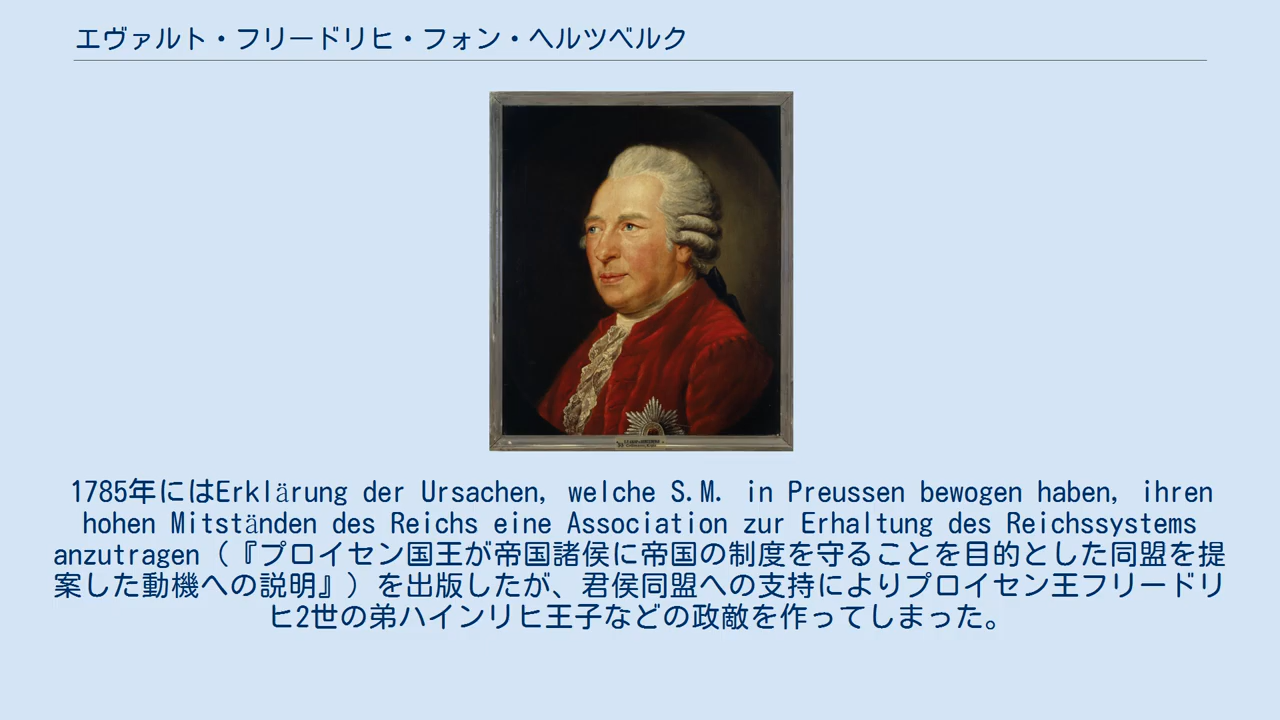 エヴァルト・フリードリヒ・フォン・ヘルツベルク
1785年にはErklärung der Ursachen, welche S.M. in Preussen bewogen haben, ihren
hohen Mitständen des Reichs eine Association zur Erhaltung des Reichssystems
anzutragen（『プロイセン国王が帝国諸侯に帝国の制度を守ることを目的とした同盟を提
案した動機への説明』）を出版したが、君侯同盟への支持によりプロイセン王フリードリ
ヒ2世の弟ハインリヒ王子などの政敵を作ってしまった。